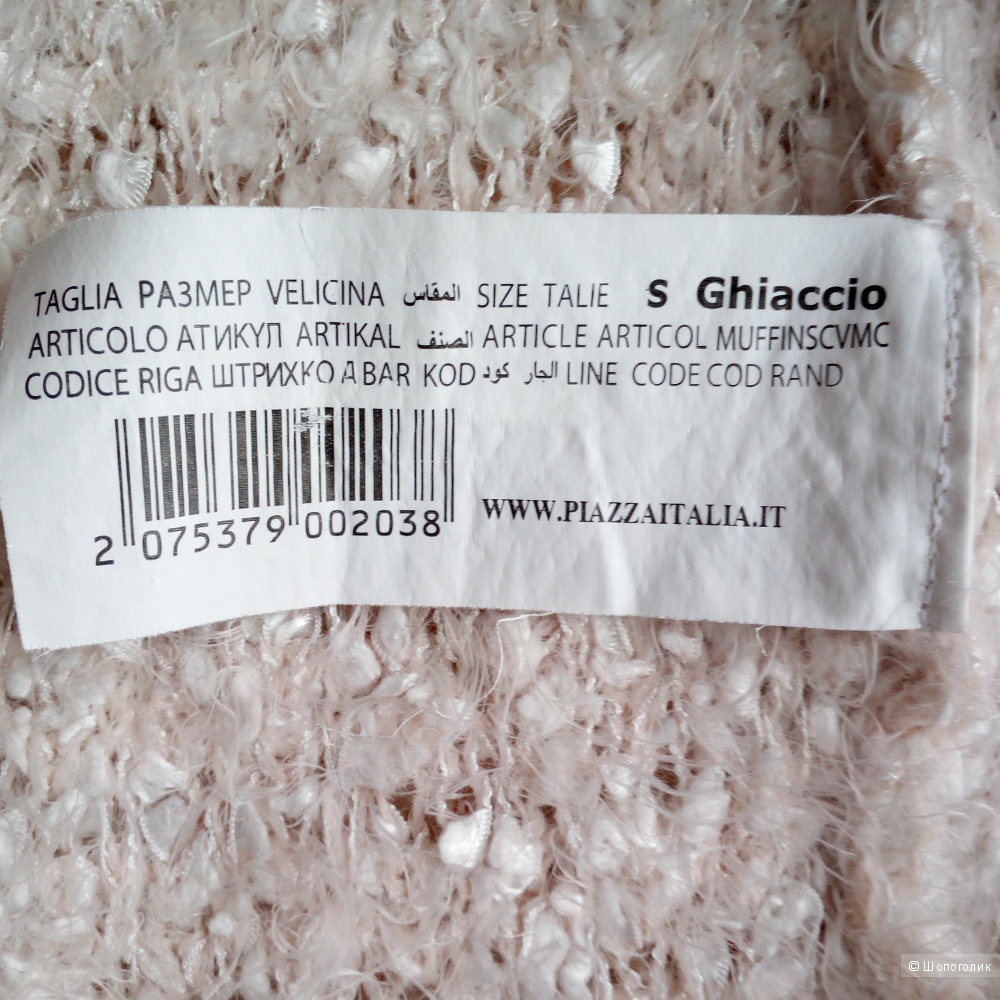 TAGLIA РАЗМЕР VELICINA المقاس SIZE TALIE S Ghiaccio
ARTICOLO АТИКУЛ ARTIKAL الصنف ARTICLE ARTICOL MUFFINSCVMC
CODICE RIGA ШТРИХКОД BAR KOD الجار كود LINE CODE COD RAND
2 075379 002038
WWW.PIAZZAITALIA.IT
© Шопоголик